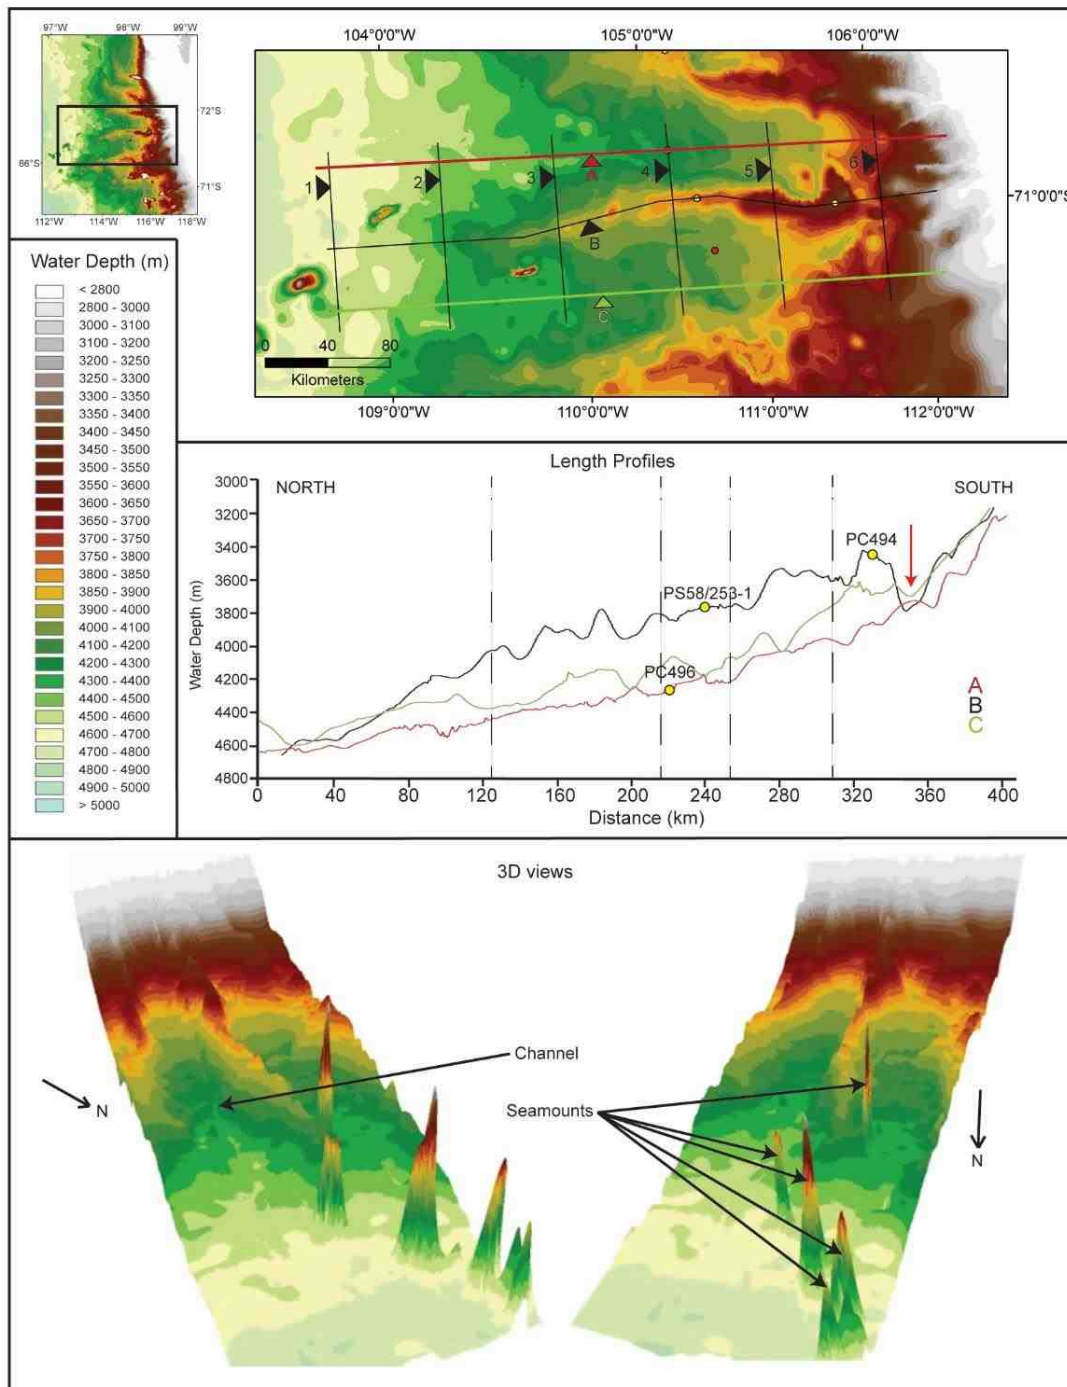 97°W 98°W 99°W
72°S
66°S
71°S
112°W 114°W 116°W 118°W
104°0'0"W 105°0'0"W 106°0'0"W
1 2 3 4 5 6
A
71°0'0"S
B
C
0 40 80
Kilometers
109°0'0"W 110°0'0"W 111°0'0"W 112°0'0"W
Water Depth (m)
< 2800
2800 - 3000
3000 - 3100
3100 - 3200
3200 - 3250
3250 - 3300
3300 - 3350
3350 - 3400
3400 - 3450
3450 - 3500
3500 - 3550
3550 - 3600
3600 - 3650
3650 - 3700
3700 - 3750
3750 - 3800
3800 - 3850
3850 - 3900
3900 - 4000
4000 - 4100
4100 - 4200
4200 - 4300
4300 - 4400
4400 - 4500
4500 - 4600
4600 - 4700
4700 - 4800
4800 - 4900
4900 - 5000
> 5000
Length Profiles
NORTH SOUTH
3000
3200
3400
3600
3800
4000
4200
4400
4600
4800
Water Depth (m)
PC494
PS58/253-1
PC496
A
B
C
0 40 80 120 160 200 240 280 320 360 400
Distance (km)
3D views
Channel
Seamounts
N
N